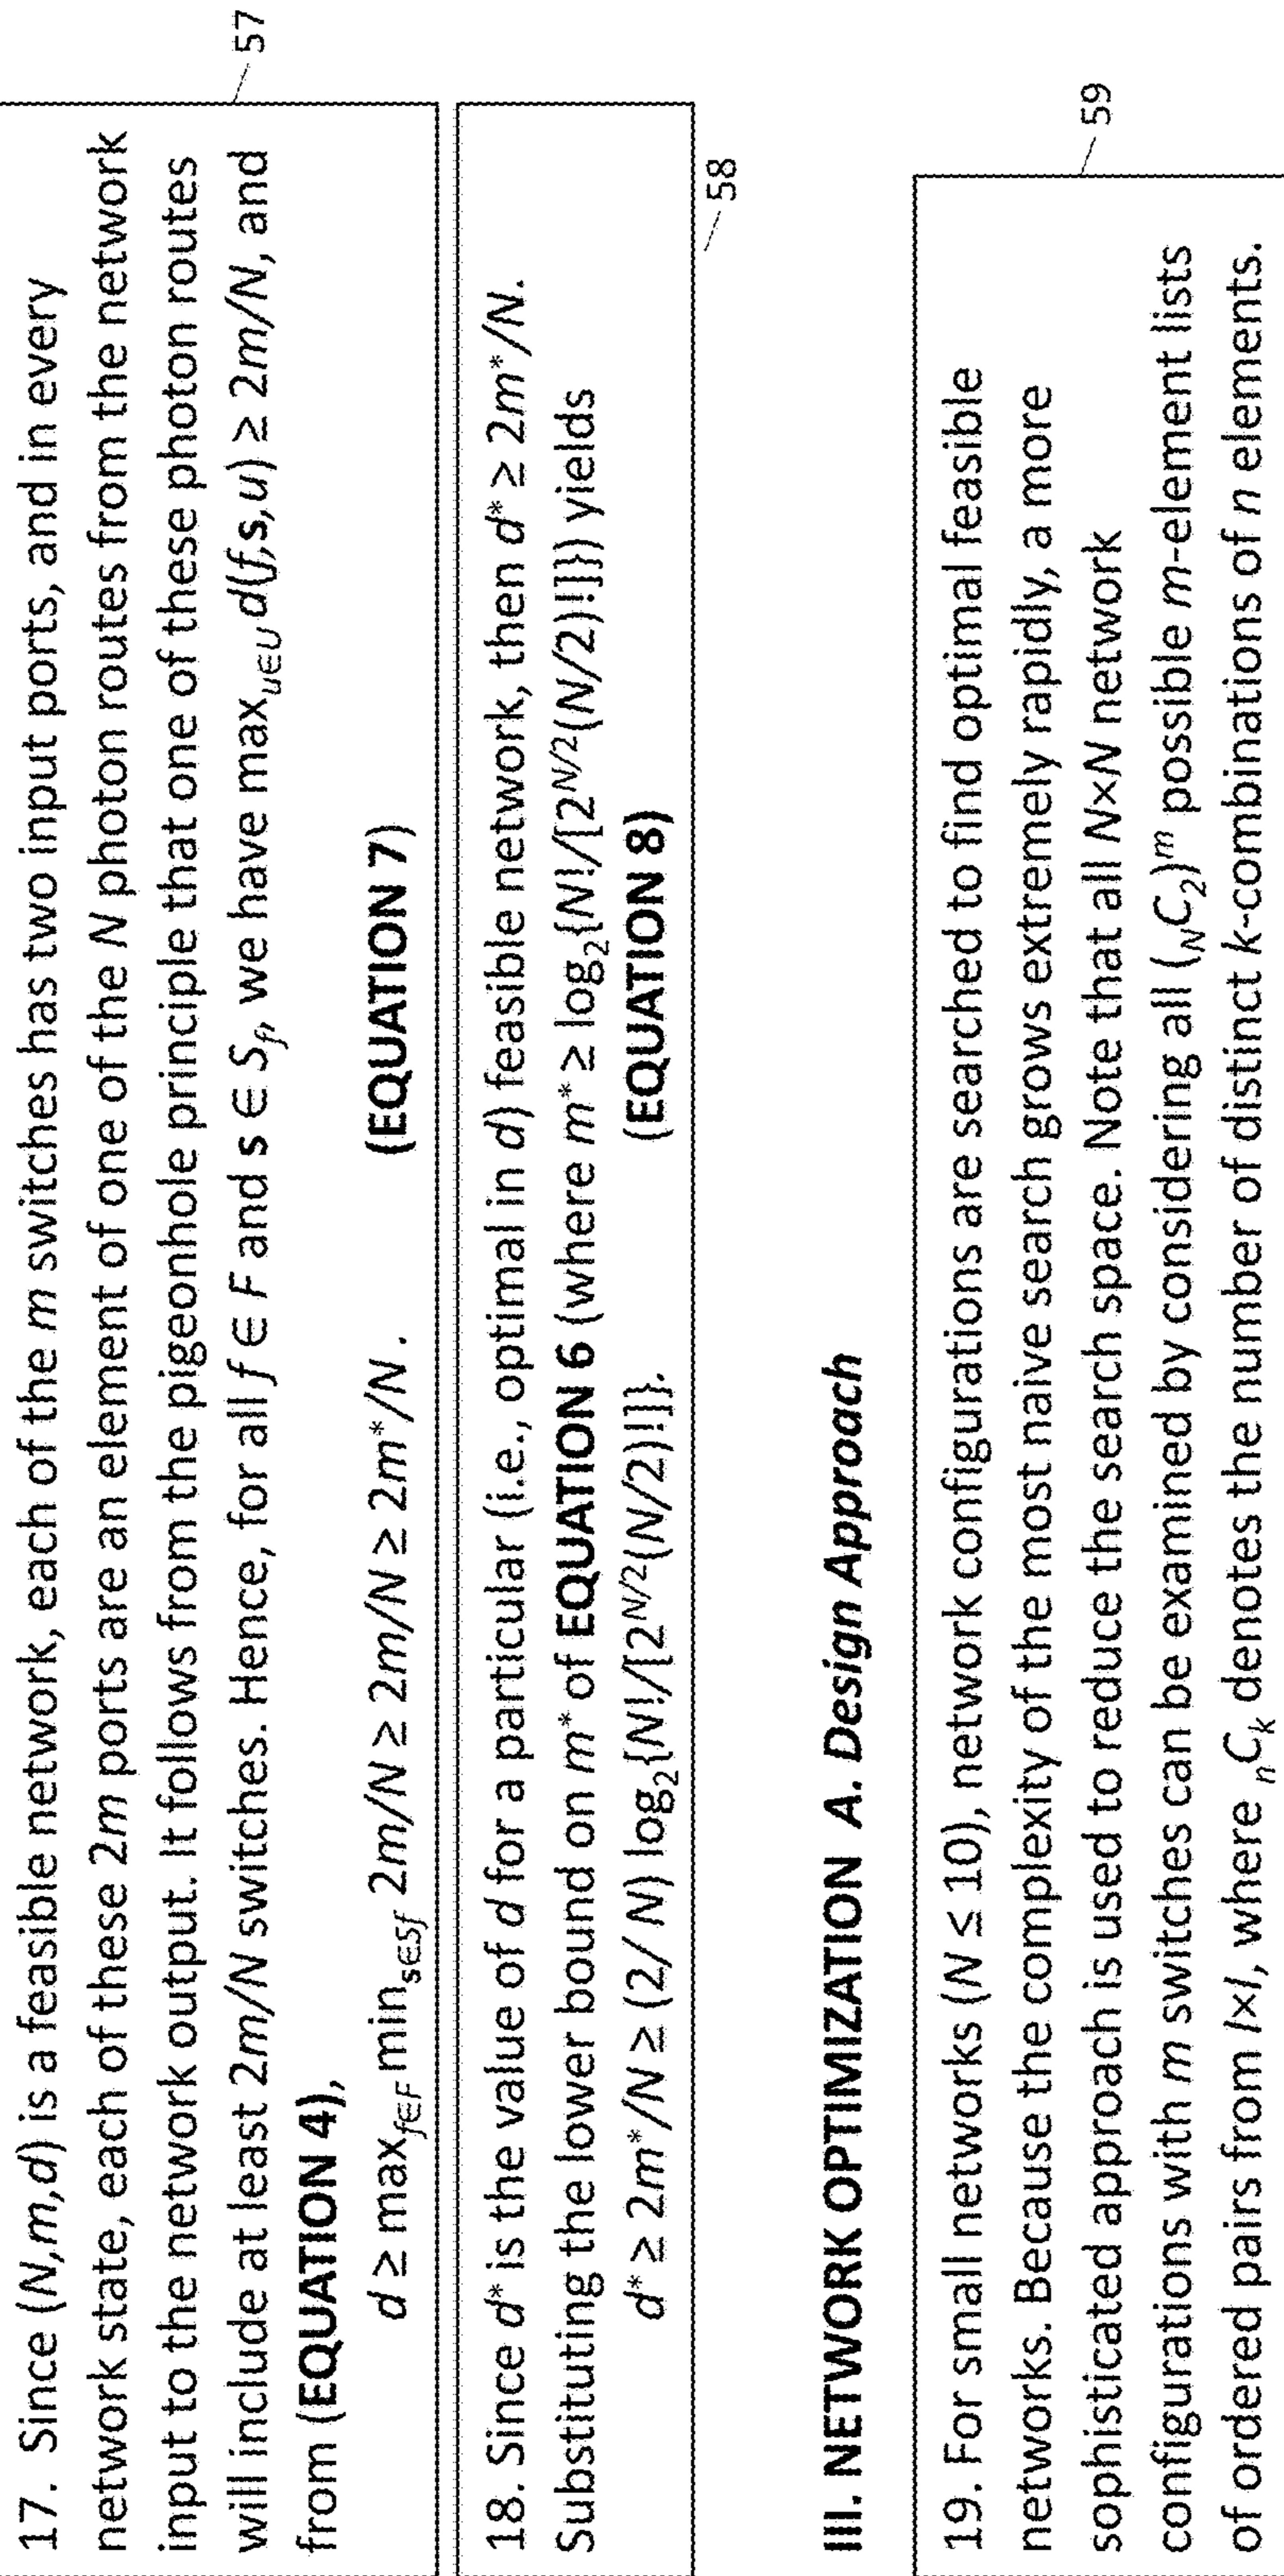 17. Since (N,m,d) is a feasible network, each of the m switches has two input ports, and in every
network state, each of these 2m ports are an element of one of the N photon routes from the network
input to the network output. It follows from the pigeonhole principle that one of these photon routes
will include at least 2m/N switches. Hence, for all f ∈ F and s ∈ S_f, we have max_{u∈U} d(f,s,u) ≥ 2m/N, and
from (EQUATION 4),
d ≥ max_{f∈F} min_{s∈Sf} 2m/N ≥ 2m/N ≥ 2m*/N . (EQUATION 7)
57
18. Since d* is the value of d for a particular (i.e., optimal in d) feasible network, then d* ≥ 2m*/N.
Substituting the lower bound on m* of EQUATION 6 (where m* ≥ log₂{N!/[2^{N/2}(N/2)!]}) yields
d* ≥ 2m*/N ≥ (2/ N) log₂{N!/[2^{N/2}(N/2)!]}. (EQUATION 8)
58
III. NETWORK OPTIMIZATION A. Design Approach
19. For small networks (N ≤ 10), network configurations are searched to find optimal feasible
networks. Because the complexity of the most naive search grows extremely rapidly, a more
sophisticated approach is used to reduce the search space. Note that all N×N network
configurations with m switches can be examined by considering all (_NC_2)^m possible m-element lists
of ordered pairs from I×I, where _nC_k denotes the number of distinct k-combinations of n elements.
59